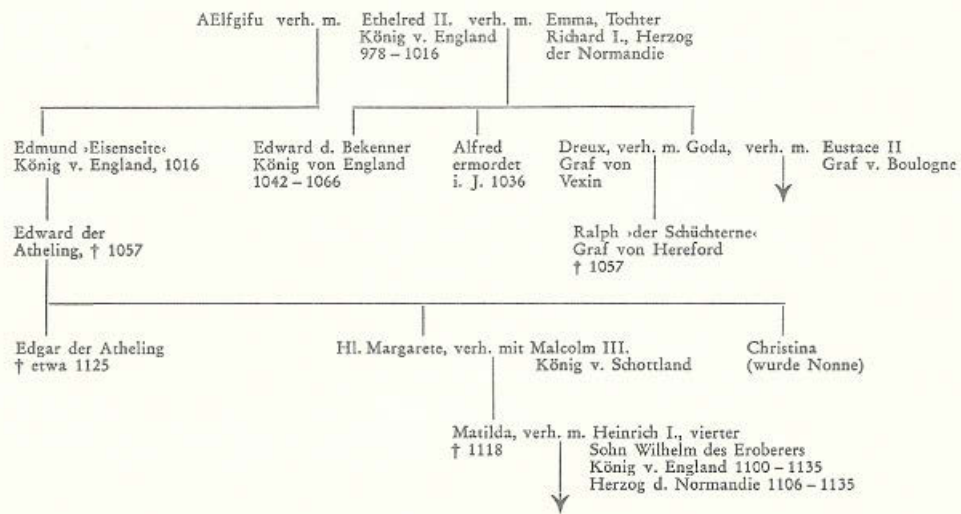 AElfgifu verh. m. Ethelred II. verh. m. Emma, Tochter
König v. England Richard I., Herzog
978 – 1016 der Normandie
Edmund ›Eisenseite‹ Edward d. Bekenner Alfred Dreux, verh. m. Goda, verh. m. Eustace II
König v. England, 1016 König von England ermordet Graf von Graf v. Boulogne
1042 – 1066 i. J. 1036 Vexin
Edward der Ralph ›der Schüchterne‹
Atheling, † 1057 Graf von Hereford
† 1057
Edgar der Atheling Hl. Margarete, verh. mit Malcolm III. Christina
† etwa 1125 König v. Schottland (wurde Nonne)
Matilda, verh. m. Heinrich I., vierter
† 1118 Sohn Wilhelm des Eroberers
König v. England 1100 – 1135
Herzog d. Normandie 1106 – 1135